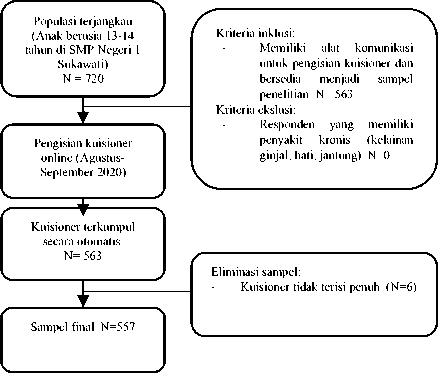 Populasi terjangkau
(Anak berusia 13-14
tahun di SMP Negeri 1
Sukawati)
N = 720
Kriteria inklusi:
- Memiliki alat komunikasi
untuk pengisian kuisioner dan
bersedia menjadi sampel
penelitian N 563
Kriteria ekslusi:
- Responden yang memiliki
penyakit kronis (kelainan
ginjal, hati, jantung) N 0
Pengisian kuisioner
online (Agustus-
September 2020)
Kuisioner terkumpul
secara otomatis
N= 563
Eliminasi sampel:
- Kuisioner tidak terisi penuh (N=6)
Sampel final N=557